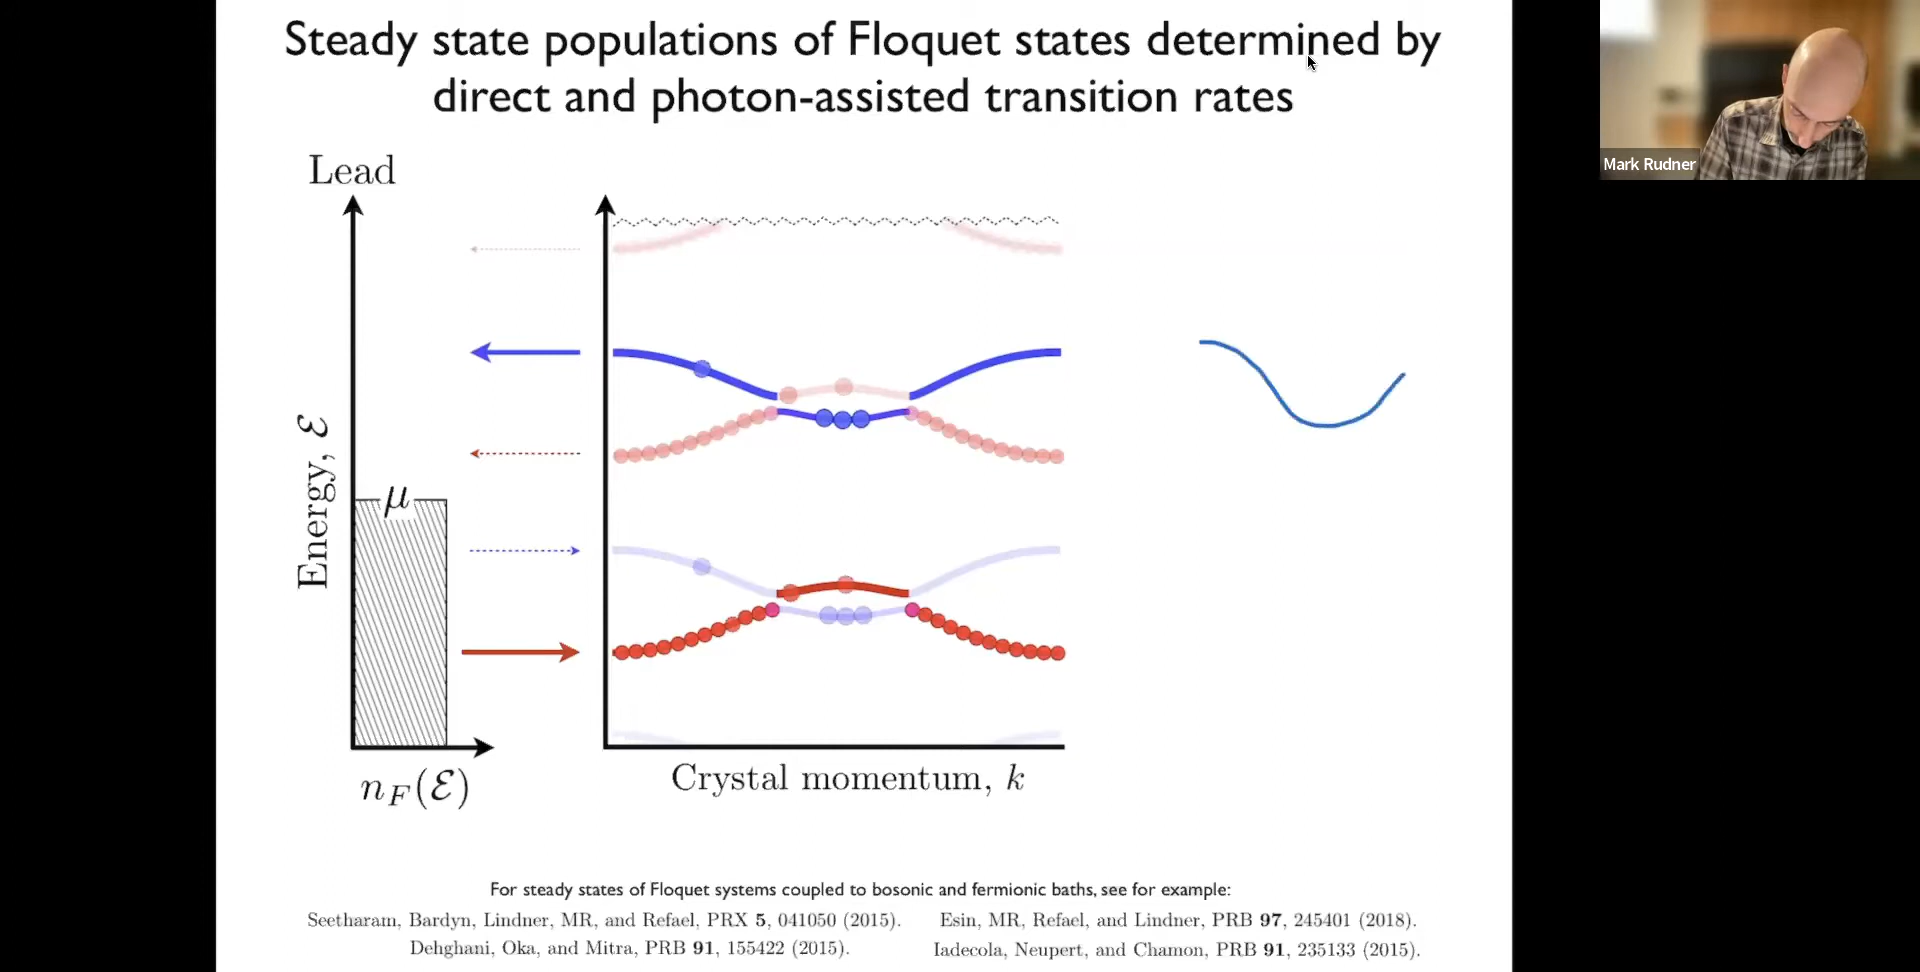 Steady state populations of Floquet states determined by
direct and photon-assisted transition rates
Mark Rudner
Lead
Energy, ℰ
μ
n_F(ℰ)
Crystal momentum, k
For steady states of Floquet systems coupled to bosonic and fermionic baths, see for example:
Seetharam, Bardyn, Lindner, MR, and Refael, PRX 5, 041050 (2015).
Esin, MR, Refael, and Lindner, PRB 97, 245401 (2018).
Dehghani, Oka, and Mitra, PRB 91, 155422 (2015).
Iadecola, Neupert, and Chamon, PRB 91, 235133 (2015).